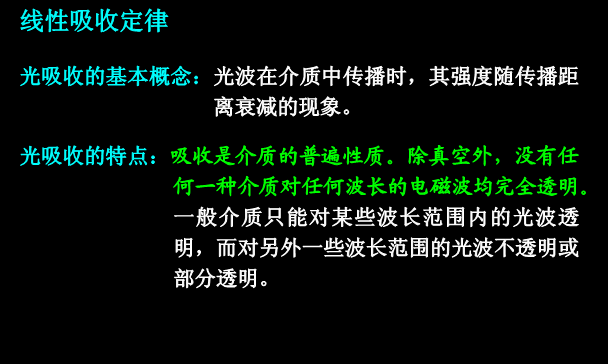 线性吸收定律
光吸收的基本概念：光波在介质中传播时，其强度随传播距
离衰减的现象。
光吸收的特点：吸收是介质的普遍性质。除真空外，没有任
何一种介质对任何波长的电磁波均完全透明。
一般介质只能对某些波长范围内的光波透
明，而对另外一些波长范围的光波不透明或
部分透明。